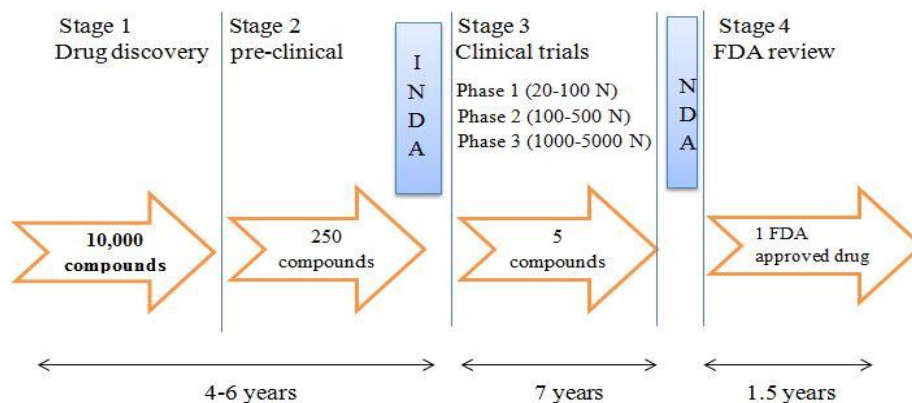 Stage 1
Drug discovery
Stage 2
pre-clinical
I
N
D
A
Stage 3
Clinical trials
Phase 1 (20-100 N)
Phase 2 (100-500 N)
Phase 3 (1000-5000 N)
N
D
A
Stage 4
FDA review
10,000
compounds
250
compounds
5
compounds
1 FDA
approved drug
4-6 years
7 years
1.5 years